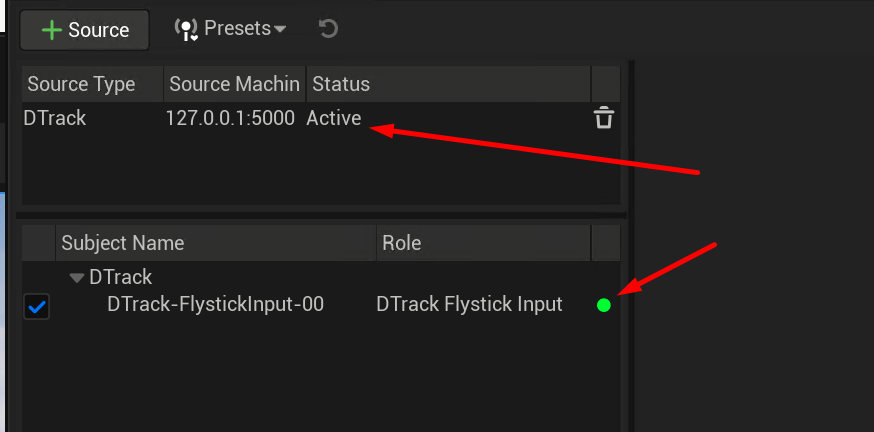 Source Presets
Source Type Source Machin Status
DTrack 127.0.0.1:5000 Active
Subject Name Role
DTrack
DTrack-FlystickInput-00 DTrack Flystick Input